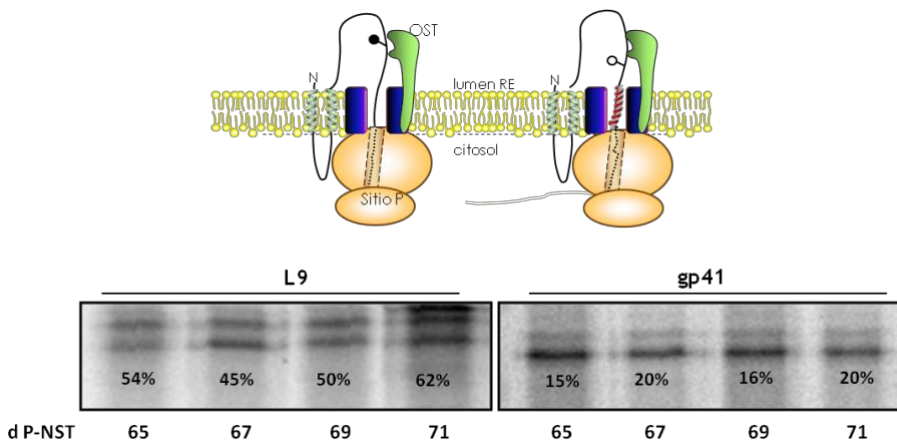 OST
N
lumen RE
N
citosol
Sitio P
L9
gp41
54% 45% 50% 62% 15% 20% 16% 20%
d P-NST 65 67 69 71 65 67 69 71